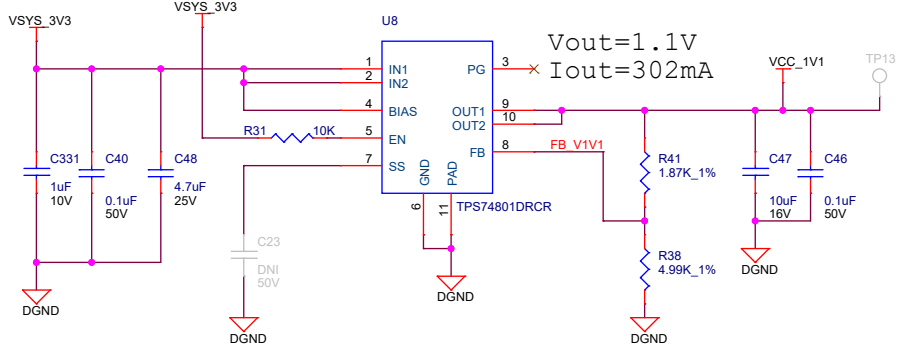 VSYS_3V3
VSYS_3V3
U8
Vout=1.1V
Iout=302mA
VCC_1V1
TP13
1
IN1
2
IN2
4
BIAS
R31
10K
5
EN
7
SS
PG
3
OUT1
9
OUT2
10
FB
8
FB_V1V1
GND
PAD
6
11
TPS74801DRCR
C331
1uF
10V
C40
0.1uF
50V
C48
4.7uF
25V
C23
DNI
50V
R41
1.87K_1%
R38
4.99K_1%
C47
10uF
16V
C46
0.1uF
50V
DGND
DGND
DGND
DGND
DGND